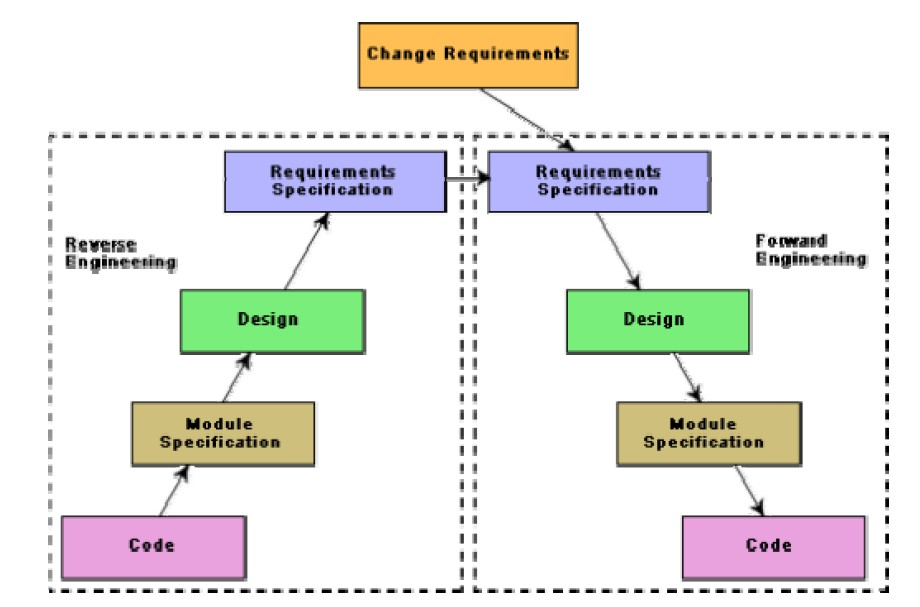 Change Requirements
Requirements
Specification
Requirements
Specification
Reverse
Engineering
Forward
Engineering
Design
Design
Module
Specification
Module
Specification
Code
Code